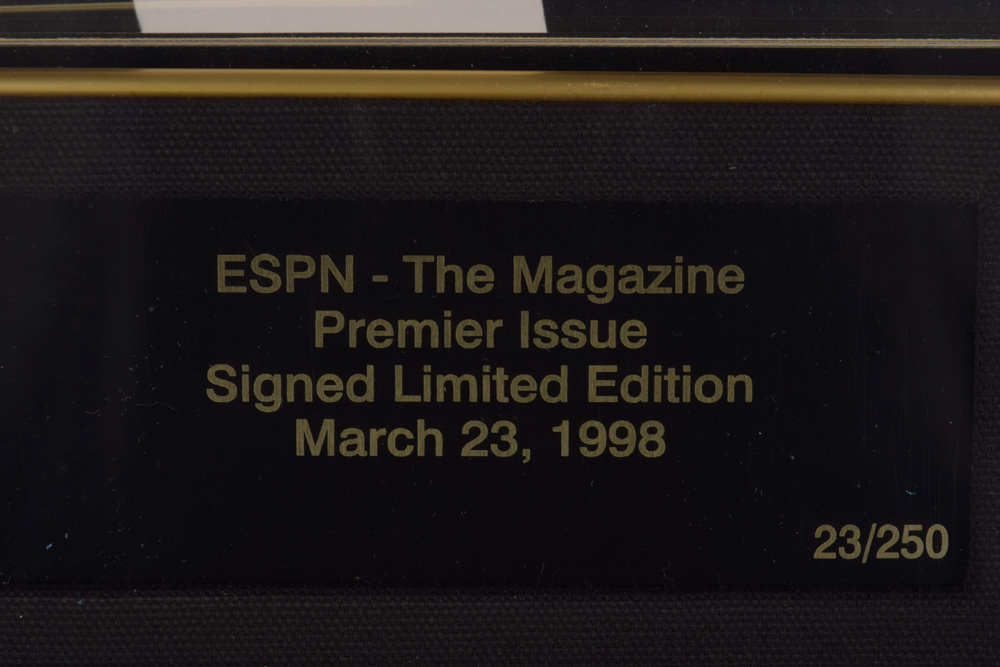 ESPN - The Magazine
Premier Issue
Signed Limited Edition
March 23, 1998
23/250